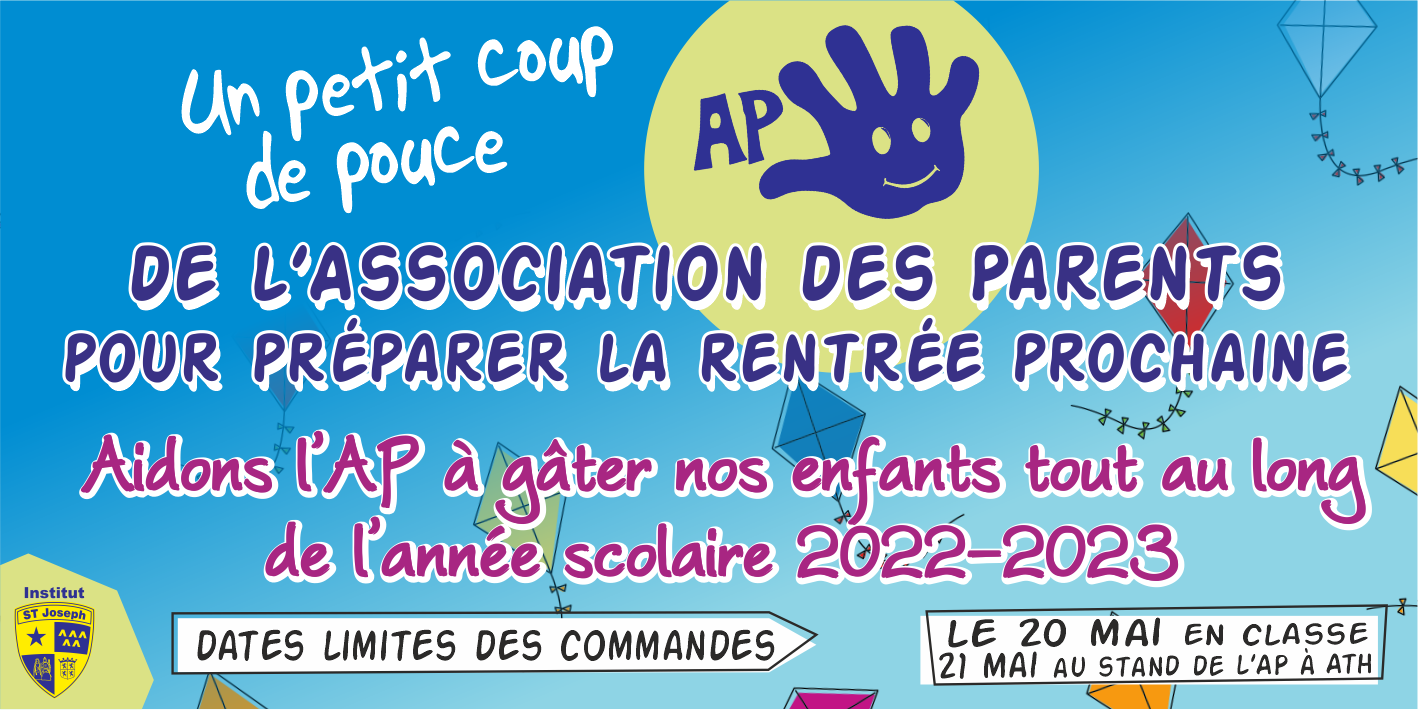 Un petit coup
de pouce
AP
DE L'ASSOCIATION DES PARENTS
POUR PRÉPARER LA RENTRÉE PROCHAINE
Aidons l'AP à gâter nos enfants tout au long
de l'année scolaire 2022-2023
Institut
ST Joseph
DATES LIMITES DES COMMANDES
LE 20 MAI EN CLASSE
21 MAI AU STAND DE L'AP À ATH